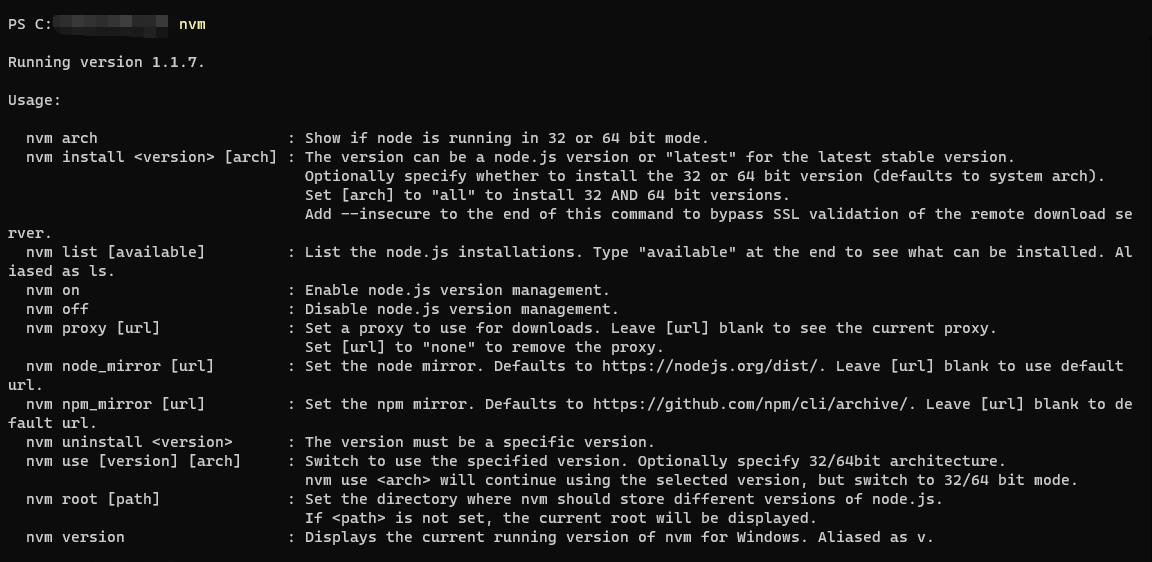 PS C: nvm
Running version 1.1.7.
Usage:
  nvm arch                     : Show if node is running in 32 or 64 bit mode.
  nvm install <version> [arch] : The version can be a node.js version or "latest" for the latest stable version.
                                 Optionally specify whether to install the 32 or 64 bit version (defaults to system arch).
                                 Set [arch] to "all" to install 32 AND 64 bit versions.
                                 Add --insecure to the end of this command to bypass SSL validation of the remote download se
rver.
  nvm list [available]         : List the node.js installations. Type "available" at the end to see what can be installed. Al
iased as ls.
  nvm on                       : Enable node.js version management.
  nvm off                      : Disable node.js version management.
  nvm proxy [url]              : Set a proxy to use for downloads. Leave [url] blank to see the current proxy.
                                 Set [url] to "none" to remove the proxy.
  nvm node_mirror [url]        : Set the node mirror. Defaults to https://nodejs.org/dist/. Leave [url] blank to use default 
url.
  nvm npm_mirror [url]         : Set the npm mirror. Defaults to https://github.com/npm/cli/archive/. Leave [url] blank to de
fault url.
  nvm uninstall <version>      : The version must be a specific version.
  nvm use [version] [arch]     : Switch to use the specified version. Optionally specify 32/64bit architecture.
                                 nvm use <arch> will continue using the selected version, but switch to 32/64 bit mode.
  nvm root [path]              : Set the directory where nvm should store different versions of node.js.
                                 If <path> is not set, the current root will be displayed.
  nvm version                  : Displays the current running version of nvm for Windows. Aliased as v.